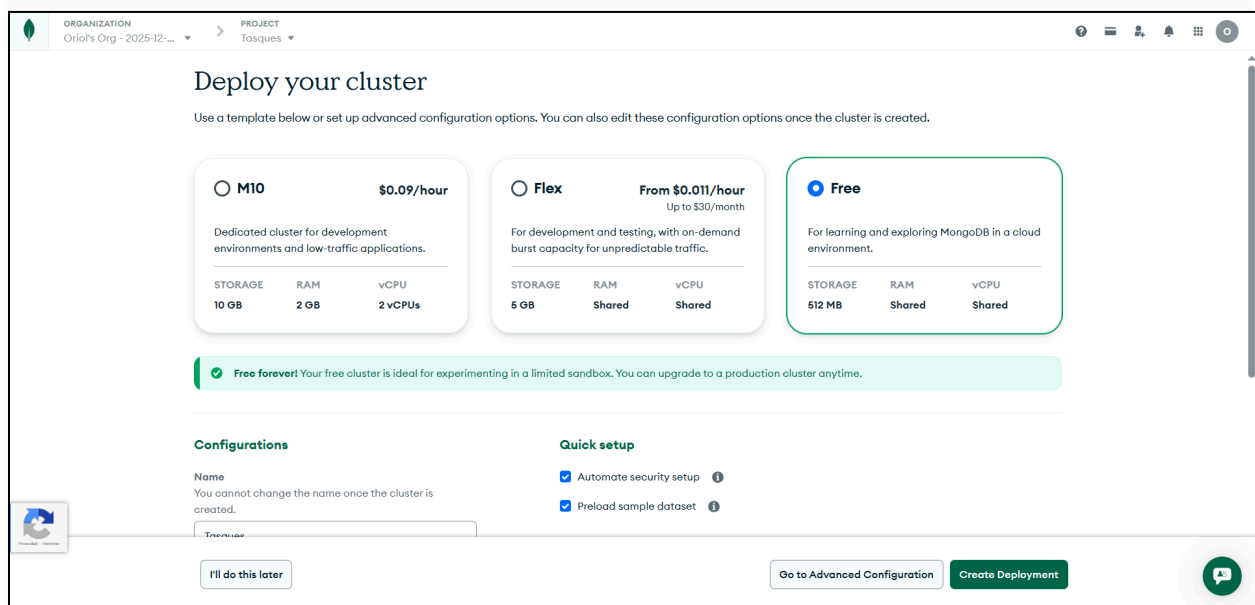 ORGANIZATION
Oriol's Org - 2025-12-...
PROJECT
Tasques
O
Deploy your cluster
Use a template below or set up advanced configuration options. You can also edit these configuration options once the cluster is created.
M10
$0.09/hour
Dedicated cluster for development
environments and low-traffic applications.
STORAGE RAM vCPU
10 GB 2 GB 2 vCPUs
Flex
From $0.011/hour
Up to $30/month
For development and testing, with on-demand
burst capacity for unpredictable traffic.
STORAGE RAM vCPU
5 GB Shared Shared
Free
For learning and exploring MongoDB in a cloud
environment.
STORAGE RAM vCPU
512 MB Shared Shared
Free forever! Your free cluster is ideal for experimenting in a limited sandbox. You can upgrade to a production cluster anytime.
Configurations
Name
You cannot change the name once the cluster is
created.
Tasques
Quick setup
Automate security setup
Preload sample dataset
I'll do this later
Go to Advanced Configuration
Create Deployment